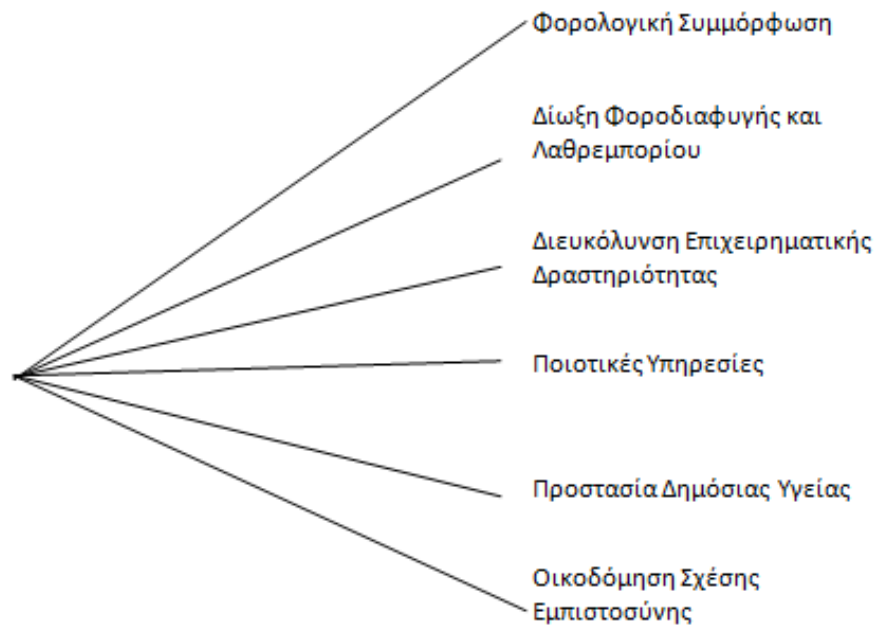 Φορολογική Συμμόρφωση
Δίωξη Φοροδιαφυγής και
Λαθρεμπορίου
Διευκόλυνση Επιχειρηματικής
Δραστηριότητας
Ποιοτικές Υπηρεσίες
Προστασία Δημόσιας Υγείας
Οικοδόμηση Σχέσης
Εμπιστοσύνης